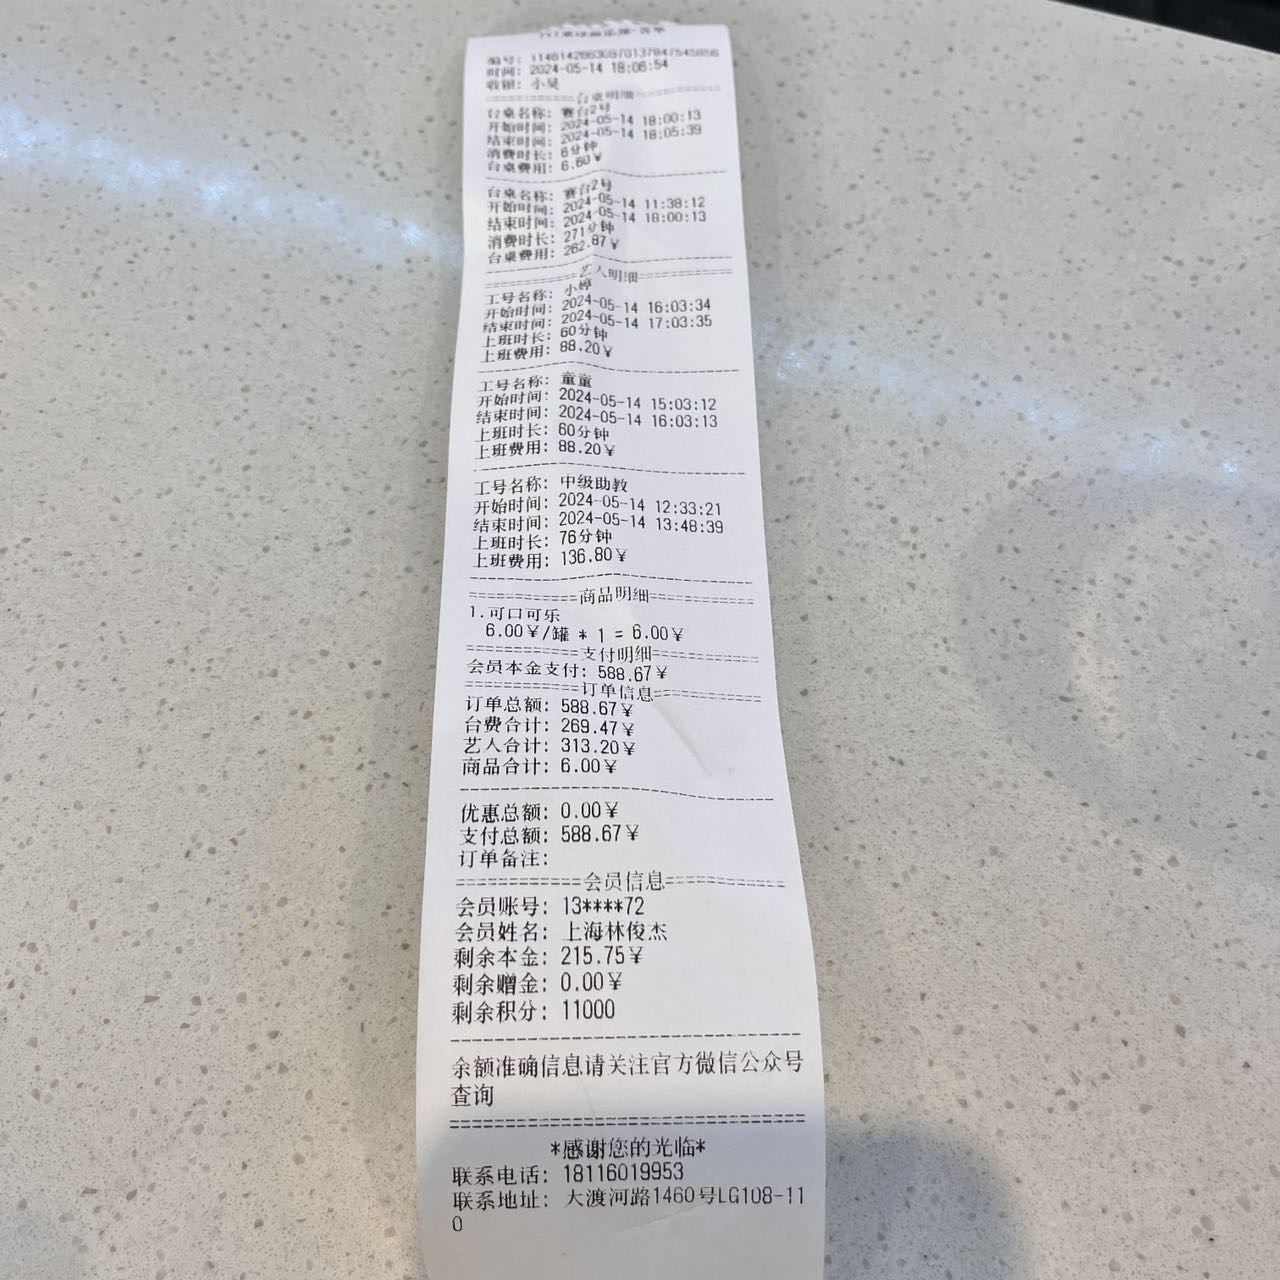 时间: 2024-05-14 18:06:54
收银: 小吴
==========台桌明细==========
台桌名称: 赛台2号
开始时间: 2024-05-14 18:00:13
结束时间: 2024-05-14 18:05:39
消费时长: 6分钟
台桌费用: 6.60¥
台桌名称: 赛台2号
开始时间: 2024-05-14 11:38:12
结束时间: 2024-05-14 18:00:13
消费时长: 271分钟
台桌费用: 262.87¥
==========艺人明细==========
工号名称: 小婷
开始时间: 2024-05-14 16:03:34
结束时间: 2024-05-14 17:03:35
上班时长: 60分钟
上班费用: 88.20¥
工号名称: 童童
开始时间: 2024-05-14 15:03:12
结束时间: 2024-05-14 16:03:13
上班时长: 60分钟
上班费用: 88.20¥
工号名称: 中级助教
开始时间: 2024-05-14 12:33:21
结束时间: 2024-05-14 13:48:39
上班时长: 76分钟
上班费用: 136.80¥
==========商品明细==========
1.可口可乐
6.00¥/罐 * 1 = 6.00¥
==========支付明细==========
会员本金支付: 588.67¥
==========订单信息==========
订单总额: 588.67¥
台费合计: 269.47¥
艺人合计: 313.20¥
商品合计: 6.00¥
优惠总额: 0.00¥
支付总额: 588.67¥
订单备注:
==========会员信息==========
会员账号: 13****72
会员姓名: 上海林俊杰
剩余本金: 215.75¥
剩余赠金: 0.00¥
剩余积分: 11000
余额准确信息请关注官方微信公众号
查询
*感谢您的光临*
联系电话: 18116019953
联系地址: 大渡河路1460号LG108-11
0